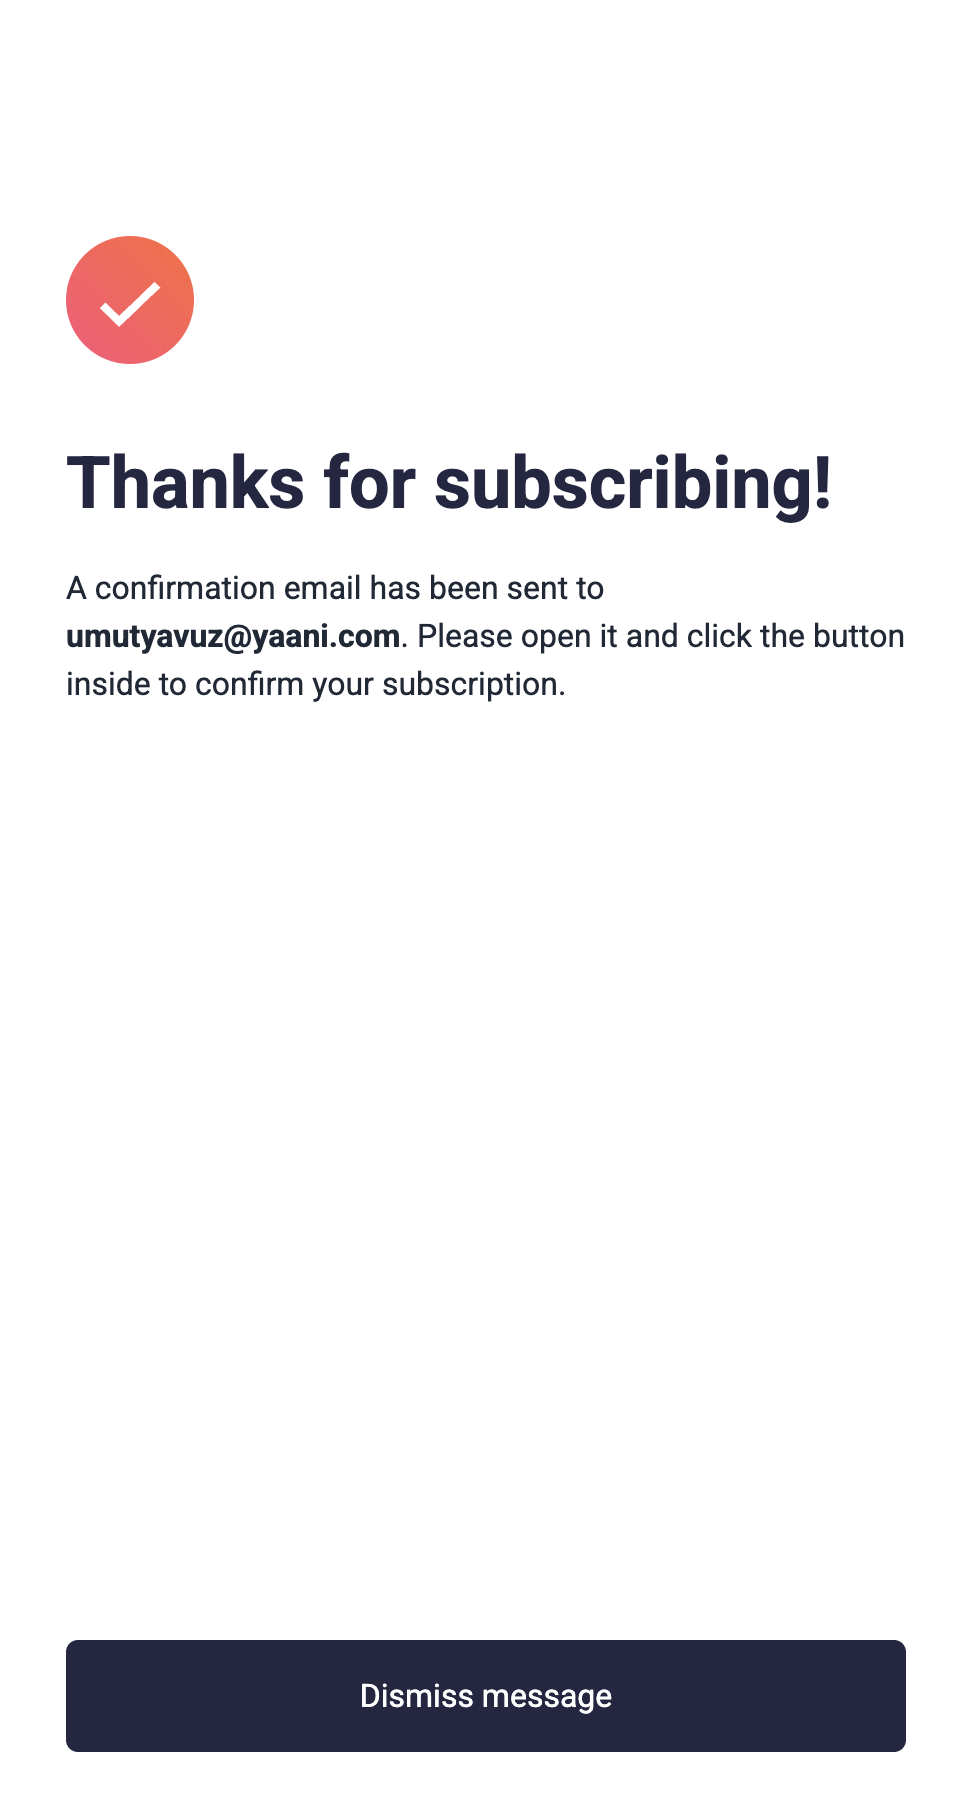 Thanks for subscribing!
A confirmation email has been sent to
umutyavuz@yaani.com. Please open it and click the button
inside to confirm your subscription.
Dismiss message